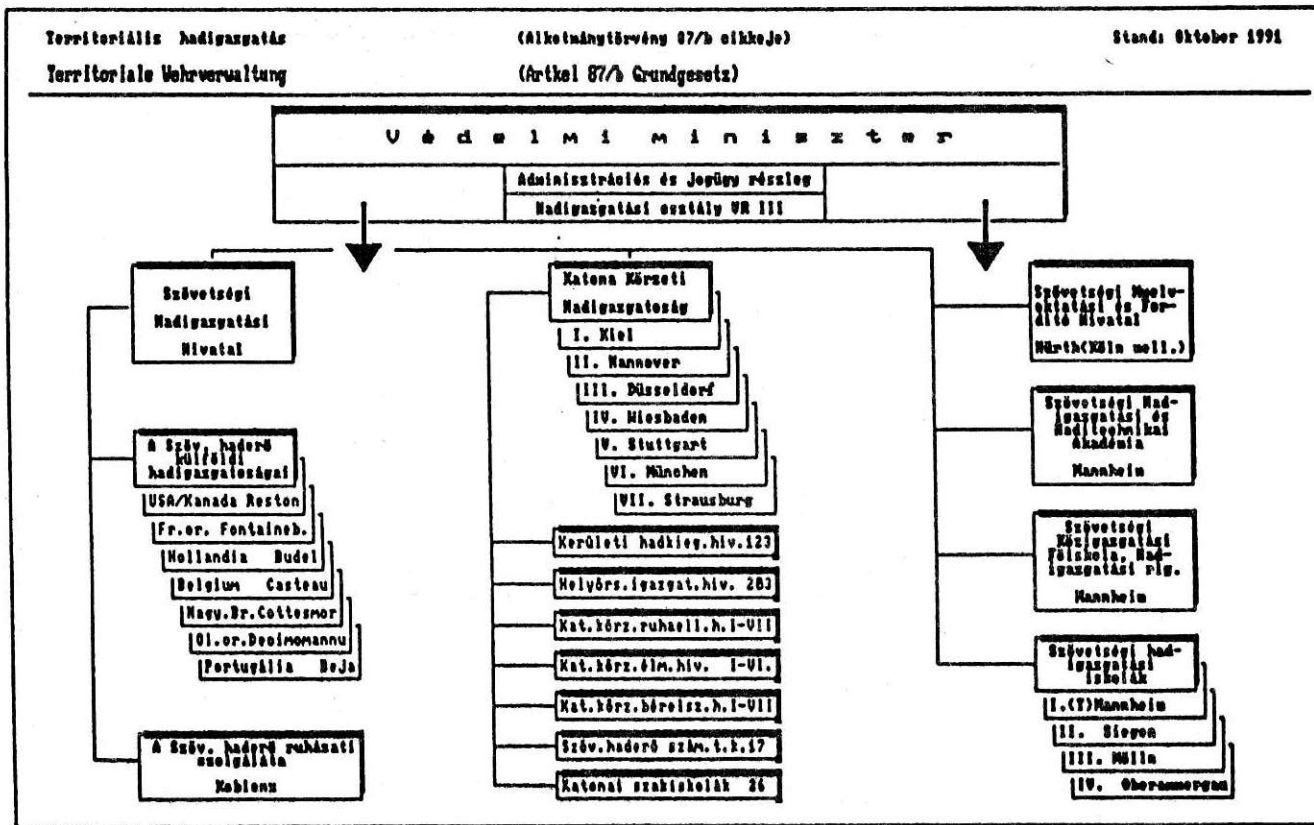 Territoriális hadigazgatás
(Alkotmánytörvény 87/b cikkeje)
Stand: Oktober 1991
Territoriale Wehrverwaltung
(Artkel 87/b Grundgesetz)
Védelmi miniszter
Adminisztrációs és Jogügy részleg
Hadigazgatási osztály VR III
Szövetségi
Hadigazgatási
Hivatal
A Szöv. haderő
külföldi
hadigazgatóságai
USA/Kanada Reston
Fr.or. Fontaineb.
Hollandia Budel
Belgium Casteau
Nagy.Br.Cottesmor
Ol.or.Decimomannu
Portugália Beja
A Szöv. haderő ruházati
szolgálata
Koblenz
Katona Körzeti
Hadigazgatoság
I. Kiel
II. Hannover
III. Düsseldorf
IV. Wiesbaden
V. Stuttgart
VI. München
VII. Strausburg
Kerületi hadkieg.hiv.123
Helyörs.igazgat.hiv. 203
Kat.körz.ruhaell.h.I-VII
Kat.körz.élm.hiv. I-VI.
Kat.körz.bérelsz.h.I-VII
Szöv.haderő szám.t.k.17
Katonai szakiskolák 26
Szövetségi Nyelv-
oktatási és For-
dító Hivatal
Hürth(Köln mell.)
Szövetségi Had-
igazgatási és
Haditechnikai
Akadémia
Mannheim
Szövetségi
Közigazgatási
Főiskola, Had-
igazgatási rlg.
Mannheim
Szövetségi had-
igazgatási
iskolák
I.(T)Mannheim
II. Siegen
III. Mölln
IV. Oberammergau